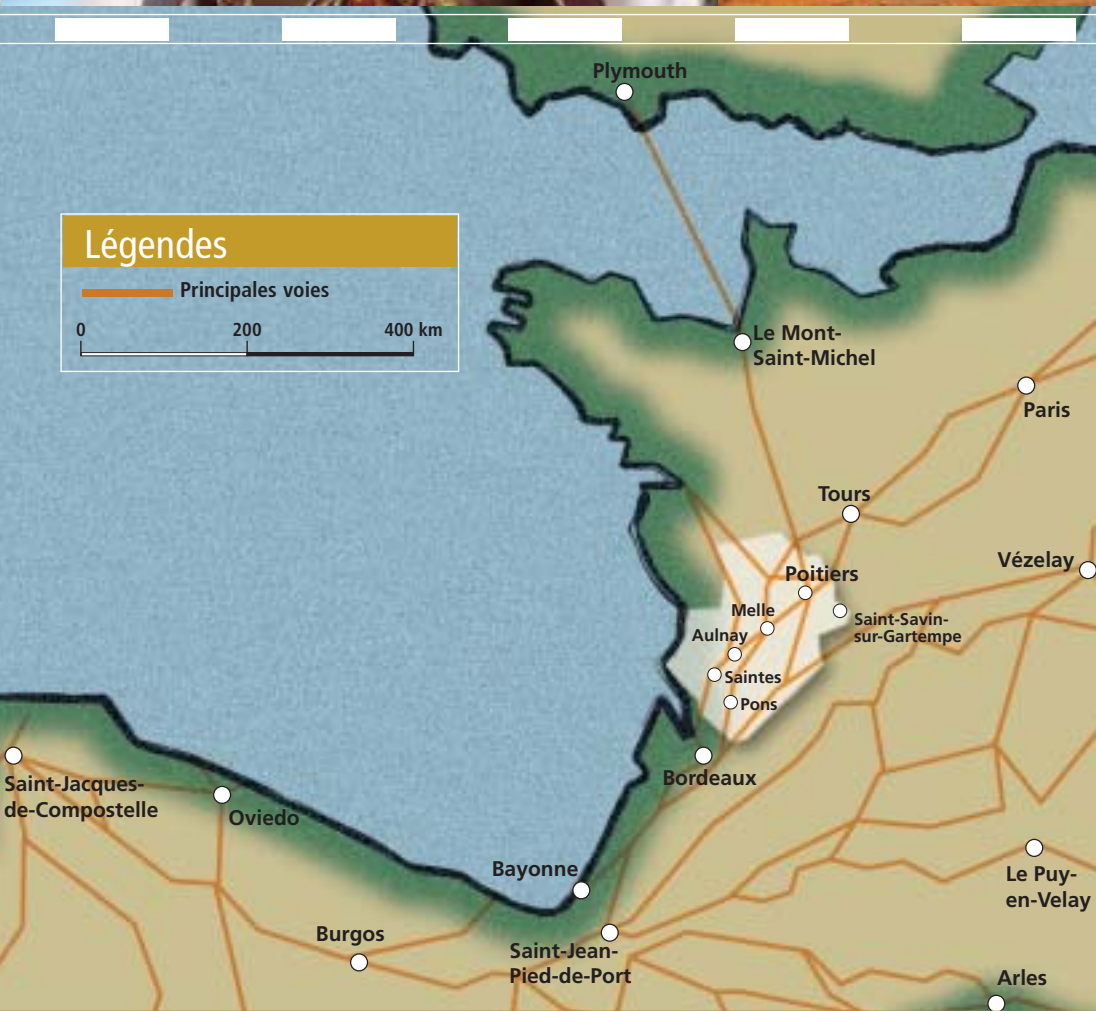 Plymouth
Légendes
Principales voies
0 200 400 km
Le Mont-
Saint-Michel
Paris
Tours
Vézelay
Poitiers
Melle
Saint-Savin-
sur-Gartempe
Aulnay
Saintes
Pons
Bordeaux
Saint-Jacques-
de-Compostelle
Oviedo
Bayonne
Le Puy-
en-Velay
Burgos
Saint-Jean-
Pied-de-Port
Arles